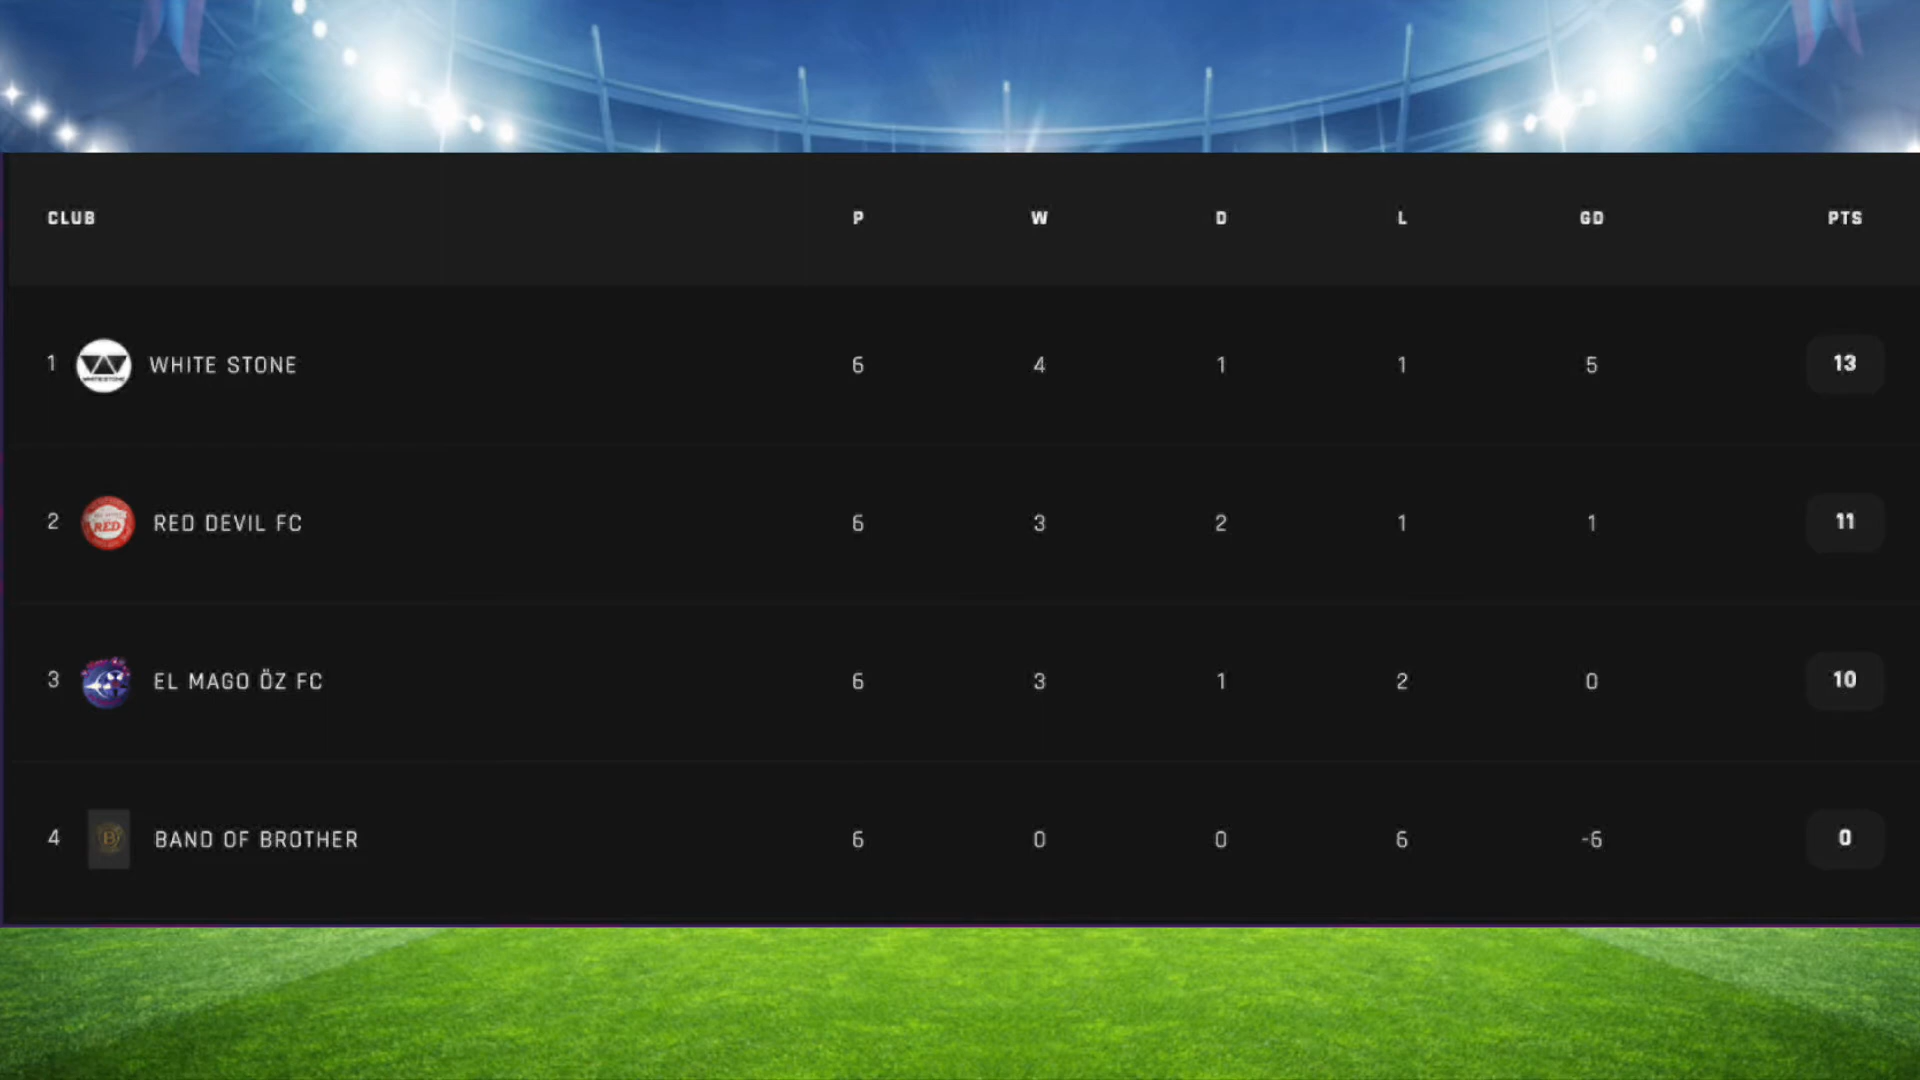 CLUB P W D L GD PTS
1 WHITE STONE 6 4 1 1 5 13
2 RED RED DEVIL FC 6 3 2 1 1 11
3 EL MAGO ÖZ FC 6 3 1 2 0 10
4 B BAND OF BROTHER 6 0 0 6 -6 0